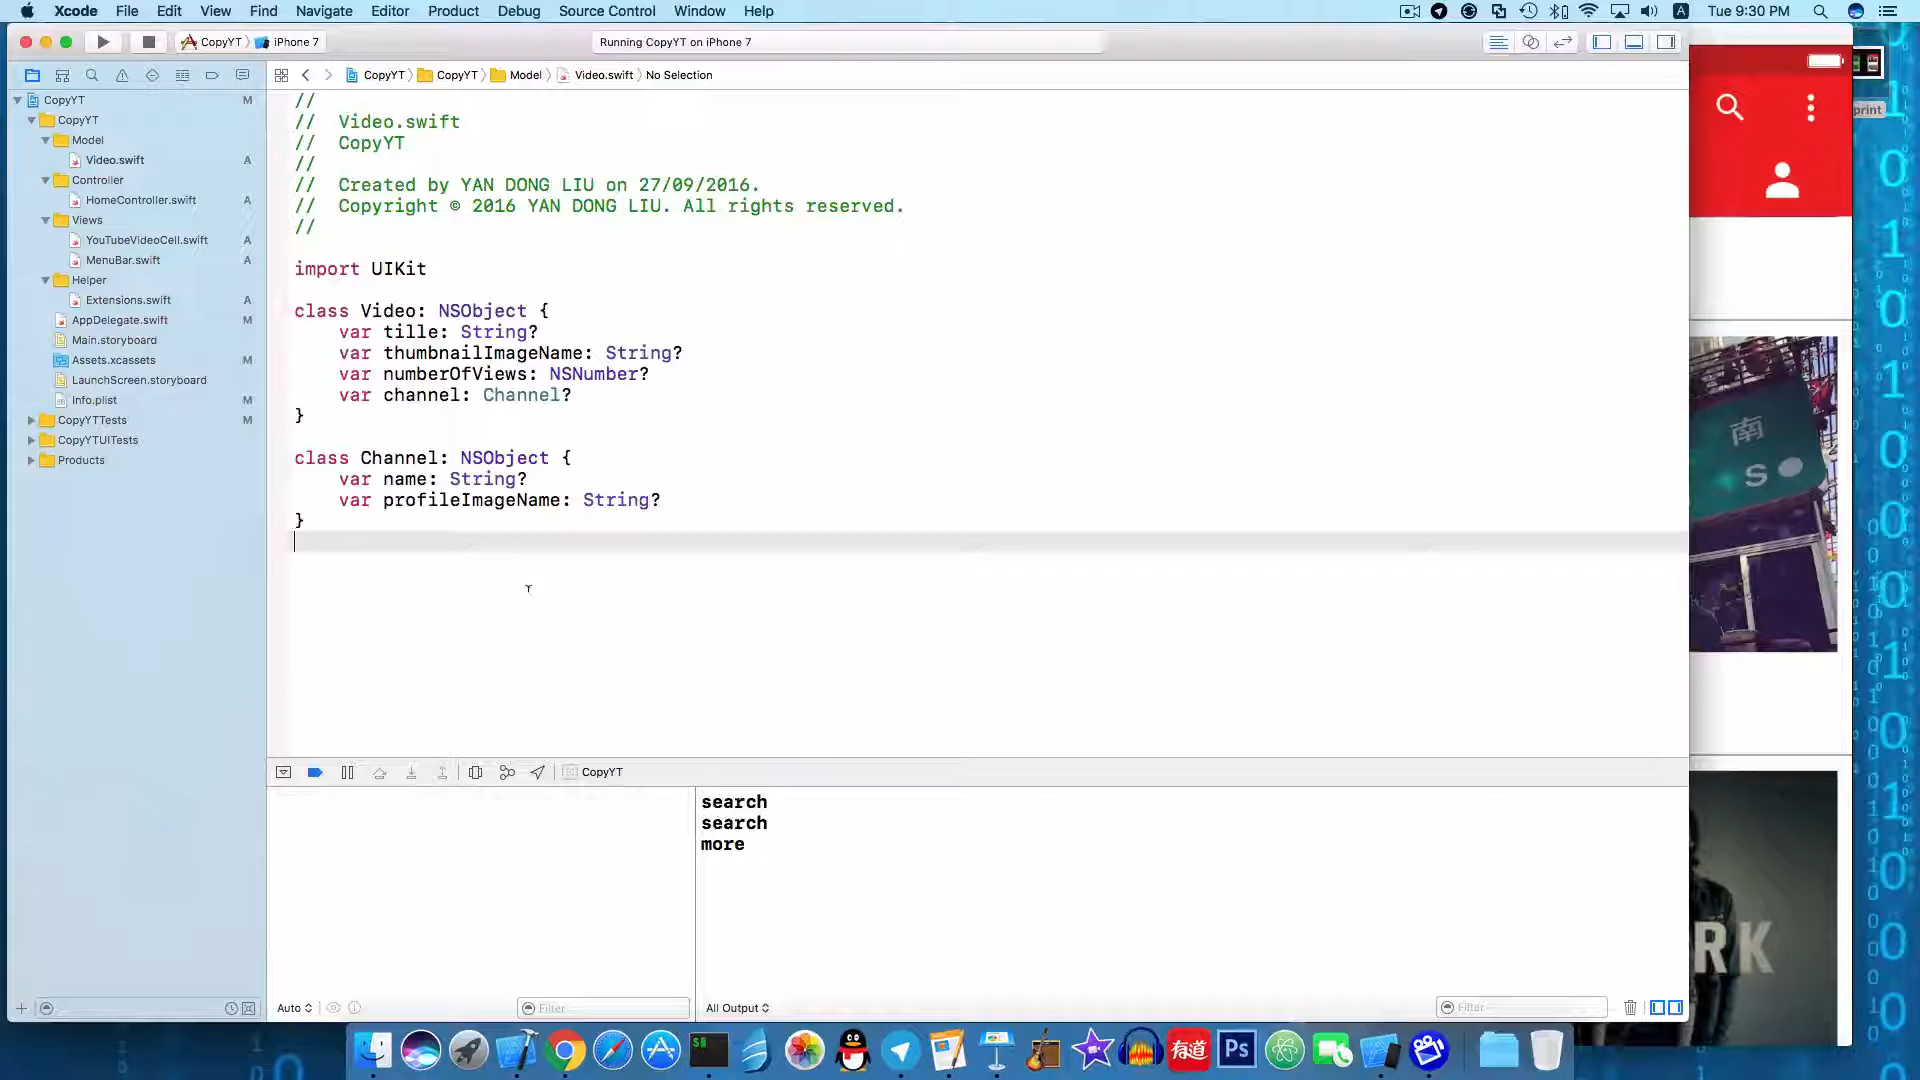 Xcode File Edit View Find Navigate Editor Product Debug Source Control Window Help
A Tue 9:30 PM
CopyYT iPhone 7
Running CopyYT on iPhone 7
CopyYT CopyYT Model Video.swift No Selection
CopyYT M
CopyYT
Model
Video.swift A
Controller
HomeController.swift A
Views
YouTubeVideoCell.swift A
MenuBar.swift A
Helper
Extensions.swift A
AppDelegate.swift M
Main.storyboard
Assets.xcassets M
LaunchScreen.storyboard
Info.plist M
CopyYTTests M
CopyYTUITests
Products
//
// Video.swift
// CopyYT
//
// Created by YAN DONG LIU on 27/09/2016.
// Copyright © 2016 YAN DONG LIU. All rights reserved.
//
import UIKit
class Video: NSObject {
var tille: String?
var thumbnailImageName: String?
var numberOfViews: NSNumber?
var channel: Channel?
}
class Channel: NSObject {
var name: String?
var profileImageName: String?
}
CopyYT
search
search
more
Auto
Filter
All Output
Filter
print
南
S
RK
有道
Ps